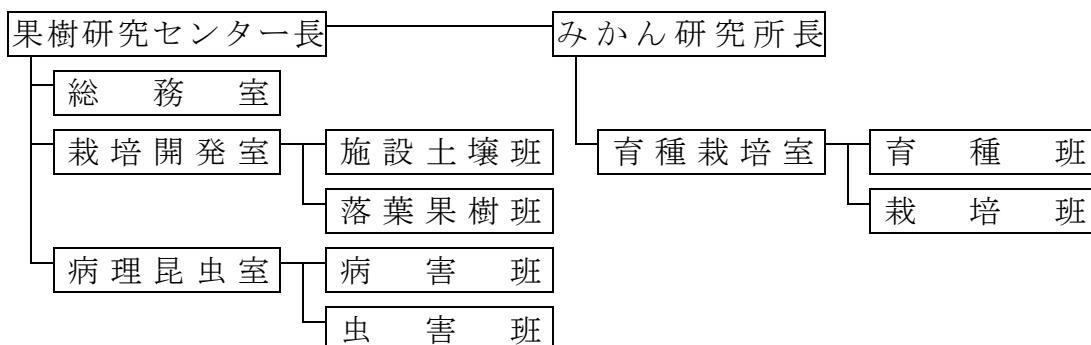 果樹研究センター長 みかん研究所長
総務室
栽培開発室 施設土壌班 育種栽培室 育種班
落葉果樹班 栽培班
病理昆虫室 病害班
虫害班